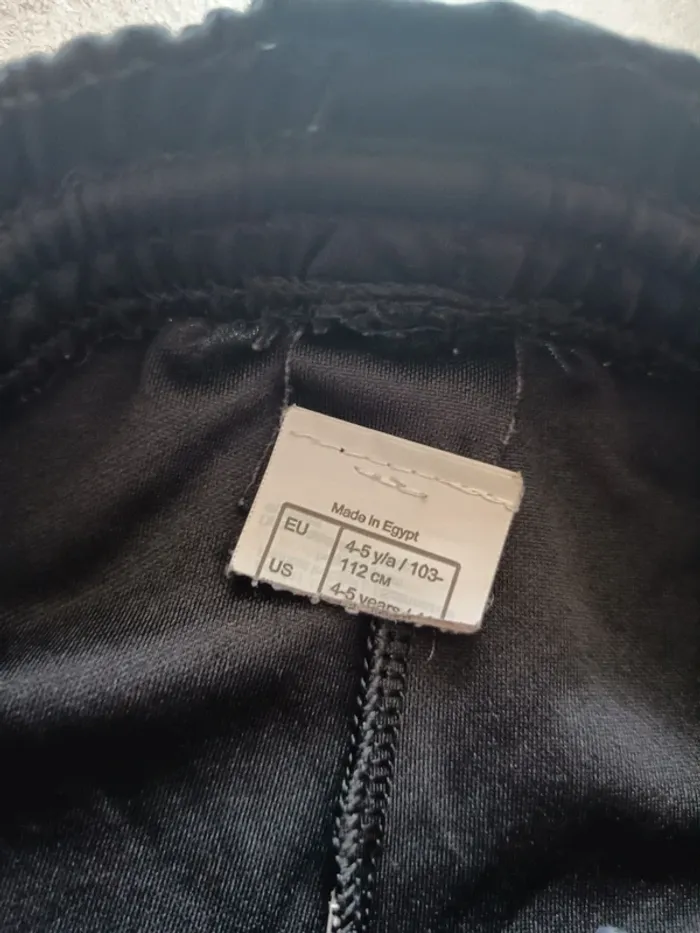 Made in Egypt
EU 4-5 y/a / 103-
112 CM
US 4-5 years /